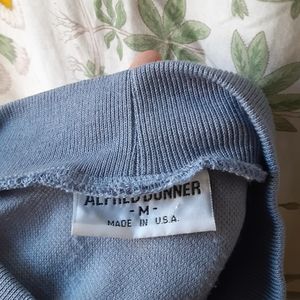 ALFRED DUNNER
- M -
MADE IN U.S.A.